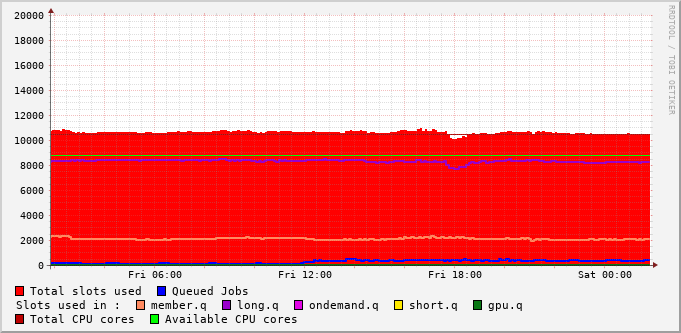 20000
18000
16000
14000
12000
10000
8000
6000
4000
2000
0
Fri 06:00 Fri 12:00 Fri 18:00 Sat 00:00
RRDTOOL / TOBI OETIKER
Total slots used Queued Jobs
Slots used in : member.q long.q ondemand.q short.q gpu.q
Total CPU cores Available CPU cores